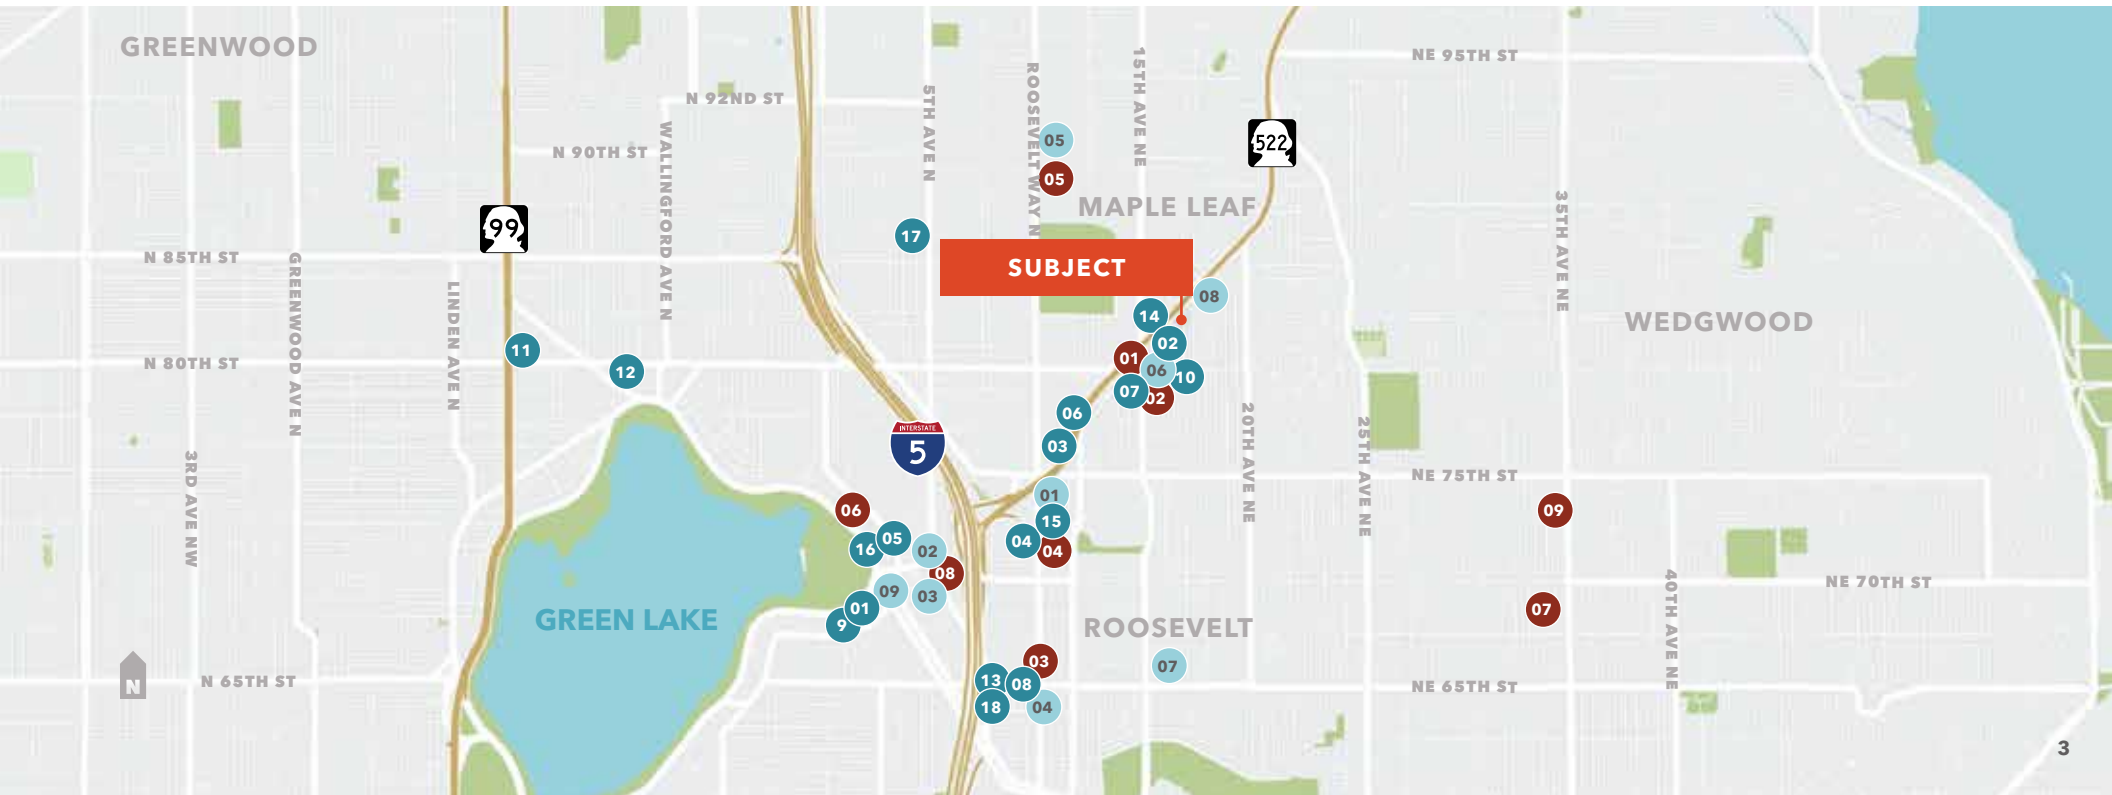 GREENWOOD
NE 95TH ST
N 92ND ST
5TH AVE N
ROOSEVELT WAY N
15TH AVE NE
05
522
N 90TH ST
WALLINGFORD AVE N
05
MAPLE LEAF
35TH AVE NE
99
17
N 85TH ST
SUBJECT
GREENWOOD AVE N
LINDEN AVE N
08
14
WEDGWOOD
02
11
01
N 80TH ST
12
06
10
07
02
06
20TH AVE NE
25TH AVE NE
03
INTERSTATE
5
3RD AVE NW
NE 75TH ST
01
06
09
15
05
04
16
02
04
08
NE 70TH ST
09
03
40TH AVE NE
01
07
GREEN LAKE
9
ROOSEVELT
03
07
N
N 65TH ST
13
08
NE 65TH ST
18
04
3